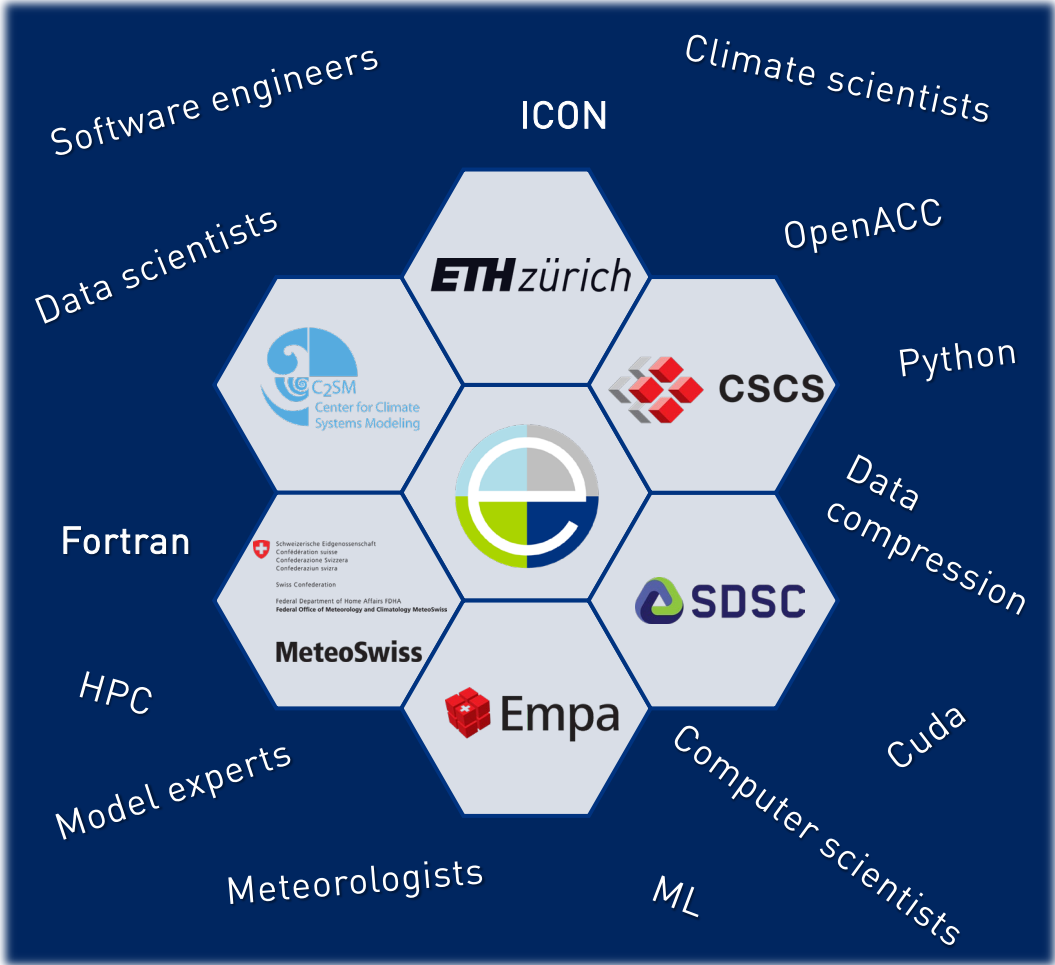 Software engineers
Climate scientists
ICON
Data scientists
OpenACC
ETH zürich
Python
C2SM
Center for Climate
Systems Modeling
CSCS
e
Data
compression
Fortran
Schweizerische Eidgenossenschaft
Confédération suisse
Confederazione Svizzera
Confederaziun svizra
Swiss Confederation
Federal Department of Home Affairs FDHA
Federal Office of Meteorology and Climatology MeteoSwiss
MeteoSwiss
SDSC
HPC
Empa
Cuda
Model experts
Computer scientists
Meteorologists
ML